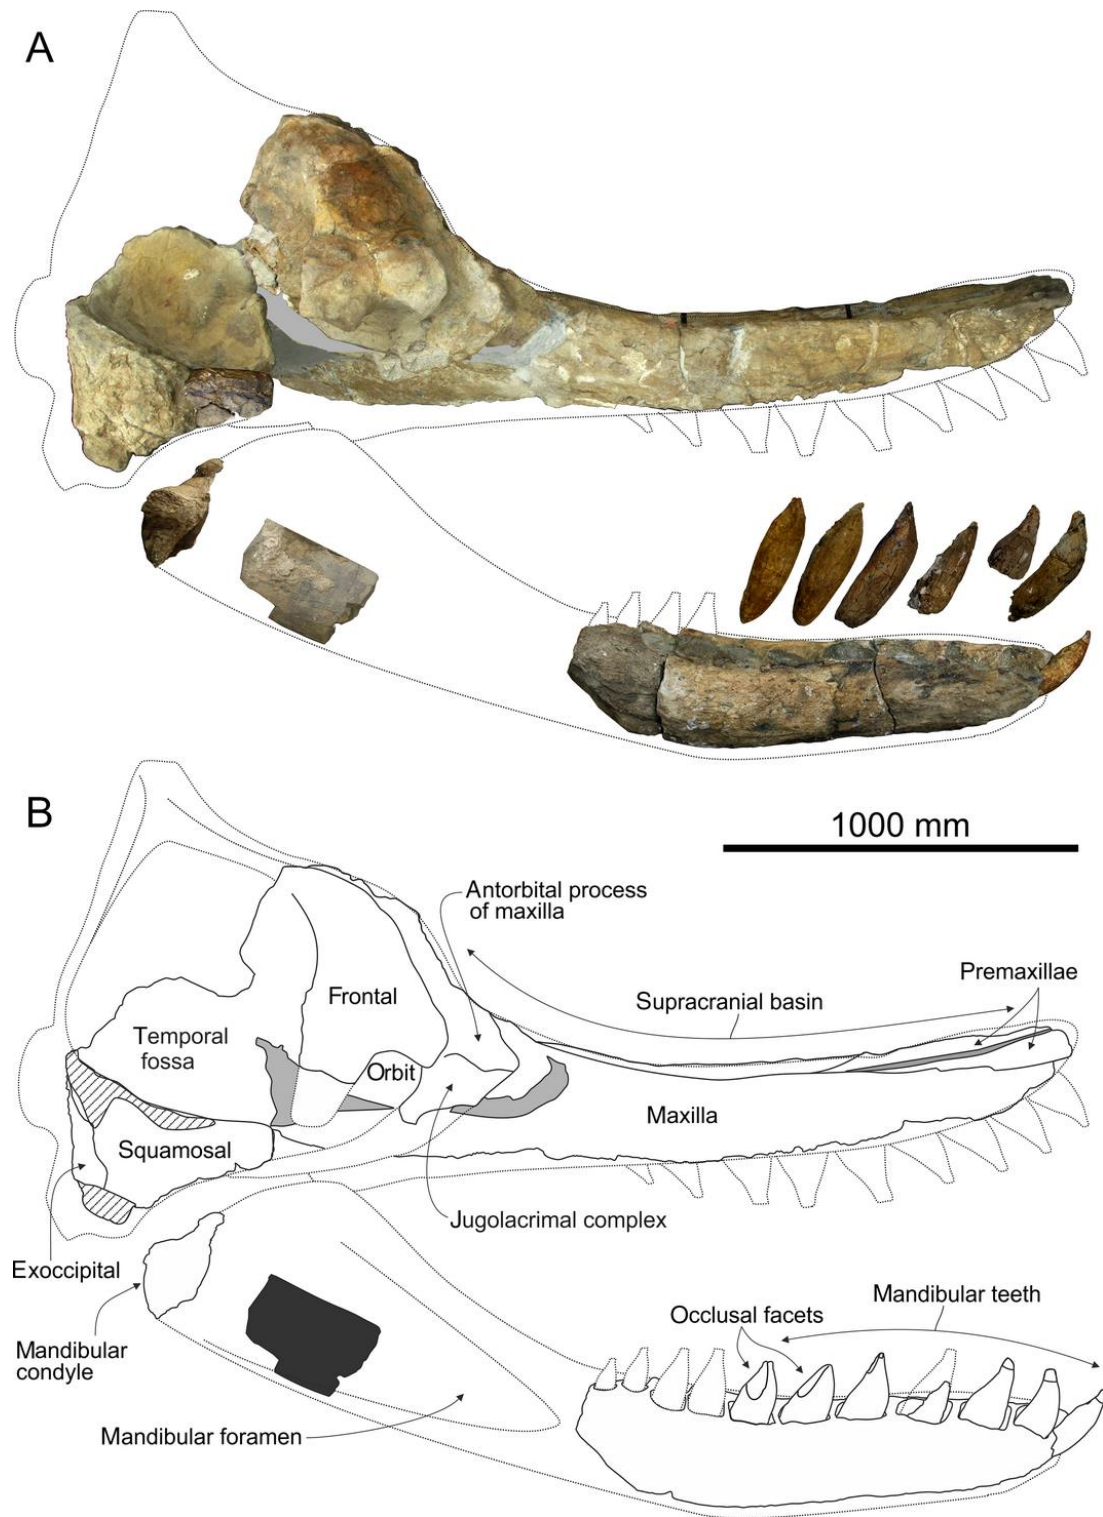 A
B
1000 mm
Antorbital process
of maxilla
Premaxillae
Supracranial basin
Frontal
Temporal
fossa
Orbit
Maxilla
Squamosal
Jugolacrimal complex
Exoccipital
Mandibular teeth
Occlusal facets
Mandibular
condyle
Mandibular foramen